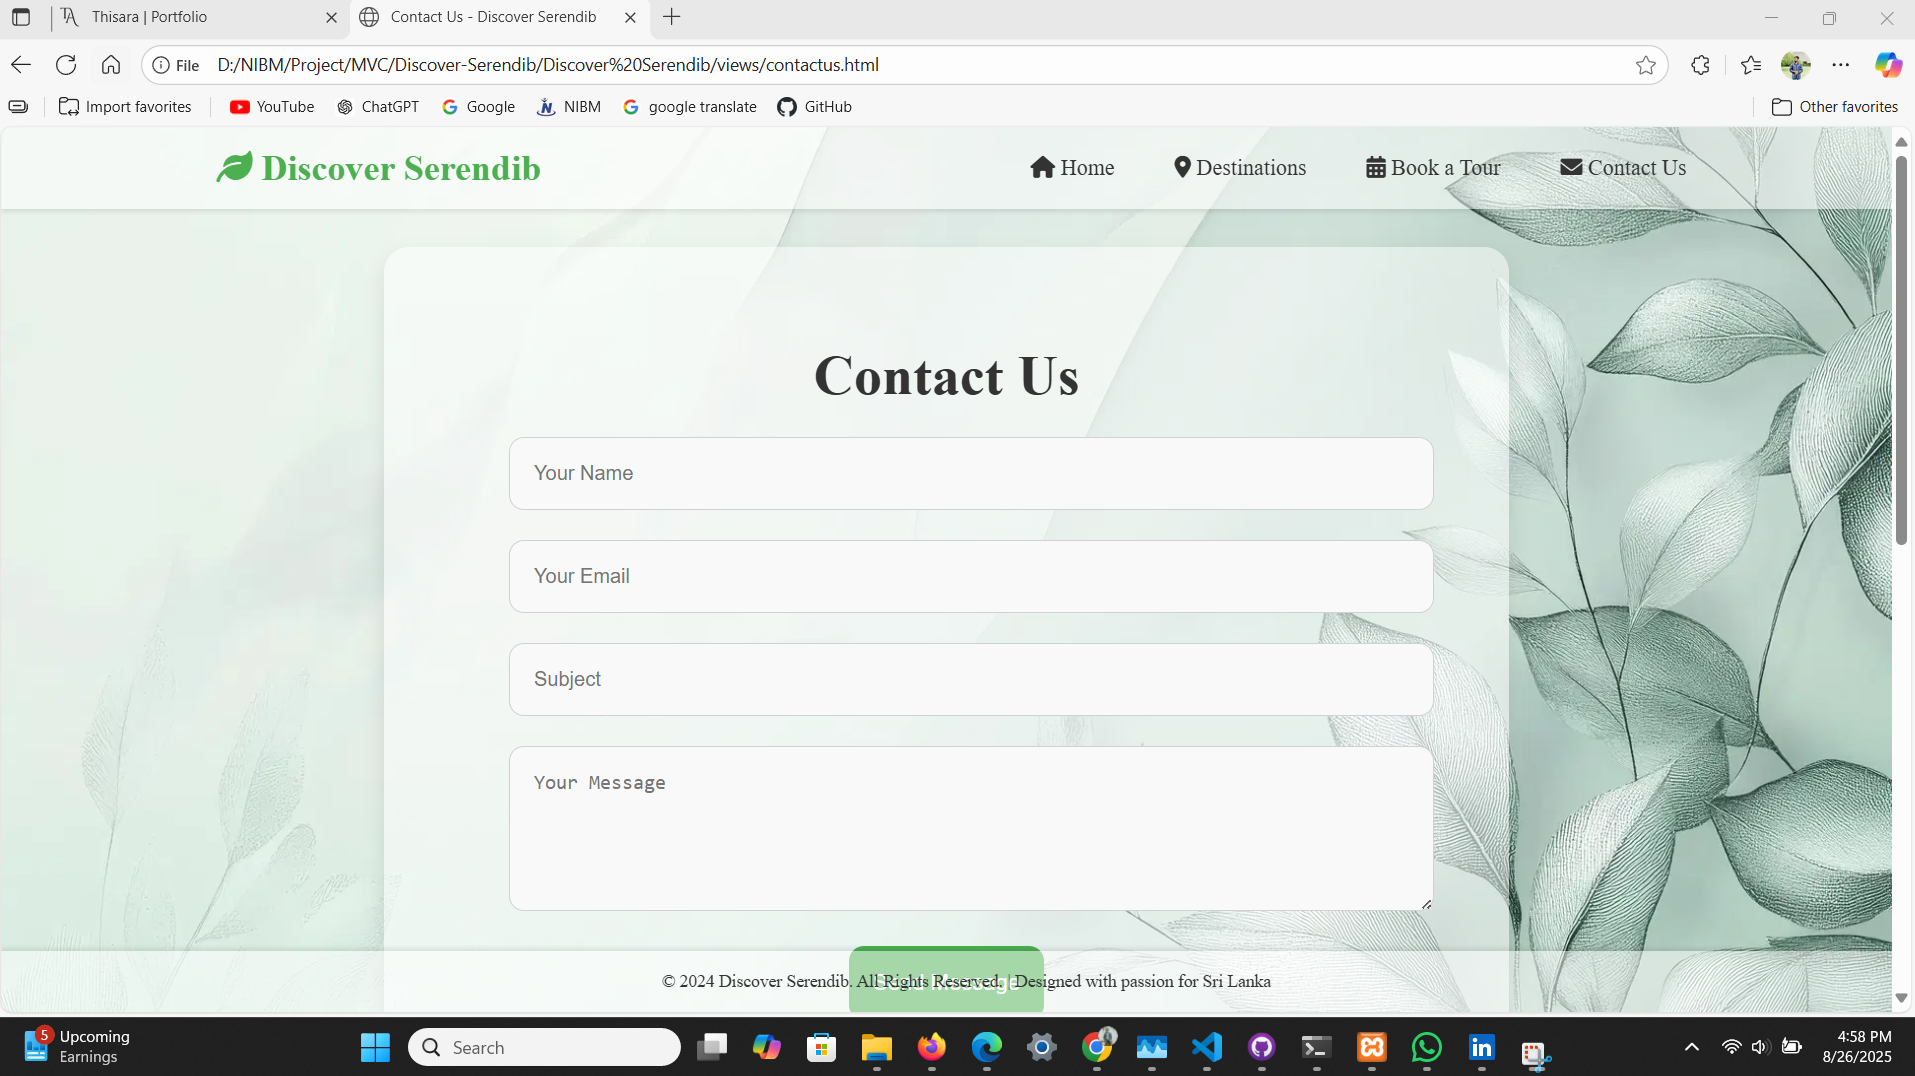 Thisara | Portfolio
Contact Us - Discover Serendib
File
D:/NIBM/Project/MVC/Discover-Serendib/Discover%20Serendib/views/contactus.html
Import favorites
YouTube
ChatGPT
Google
NIBM
google translate
GitHub
Other favorites
Discover Serendib
Home
Destinations
Book a Tour
Contact Us
Contact Us
Your Name
Your Email
Subject
Your Message
Send Message
© 2024 Discover Serendib. All Rights Reserved. | Designed with passion for Sri Lanka
5
Upcoming
Earnings
Search
4:58 PM
8/26/2025